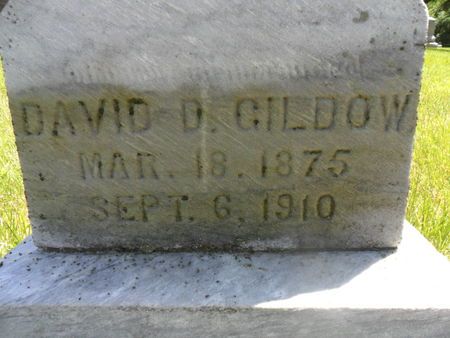 DAVID D. GILDOW
MAR. 18. 1875
SEPT. 6, 1910